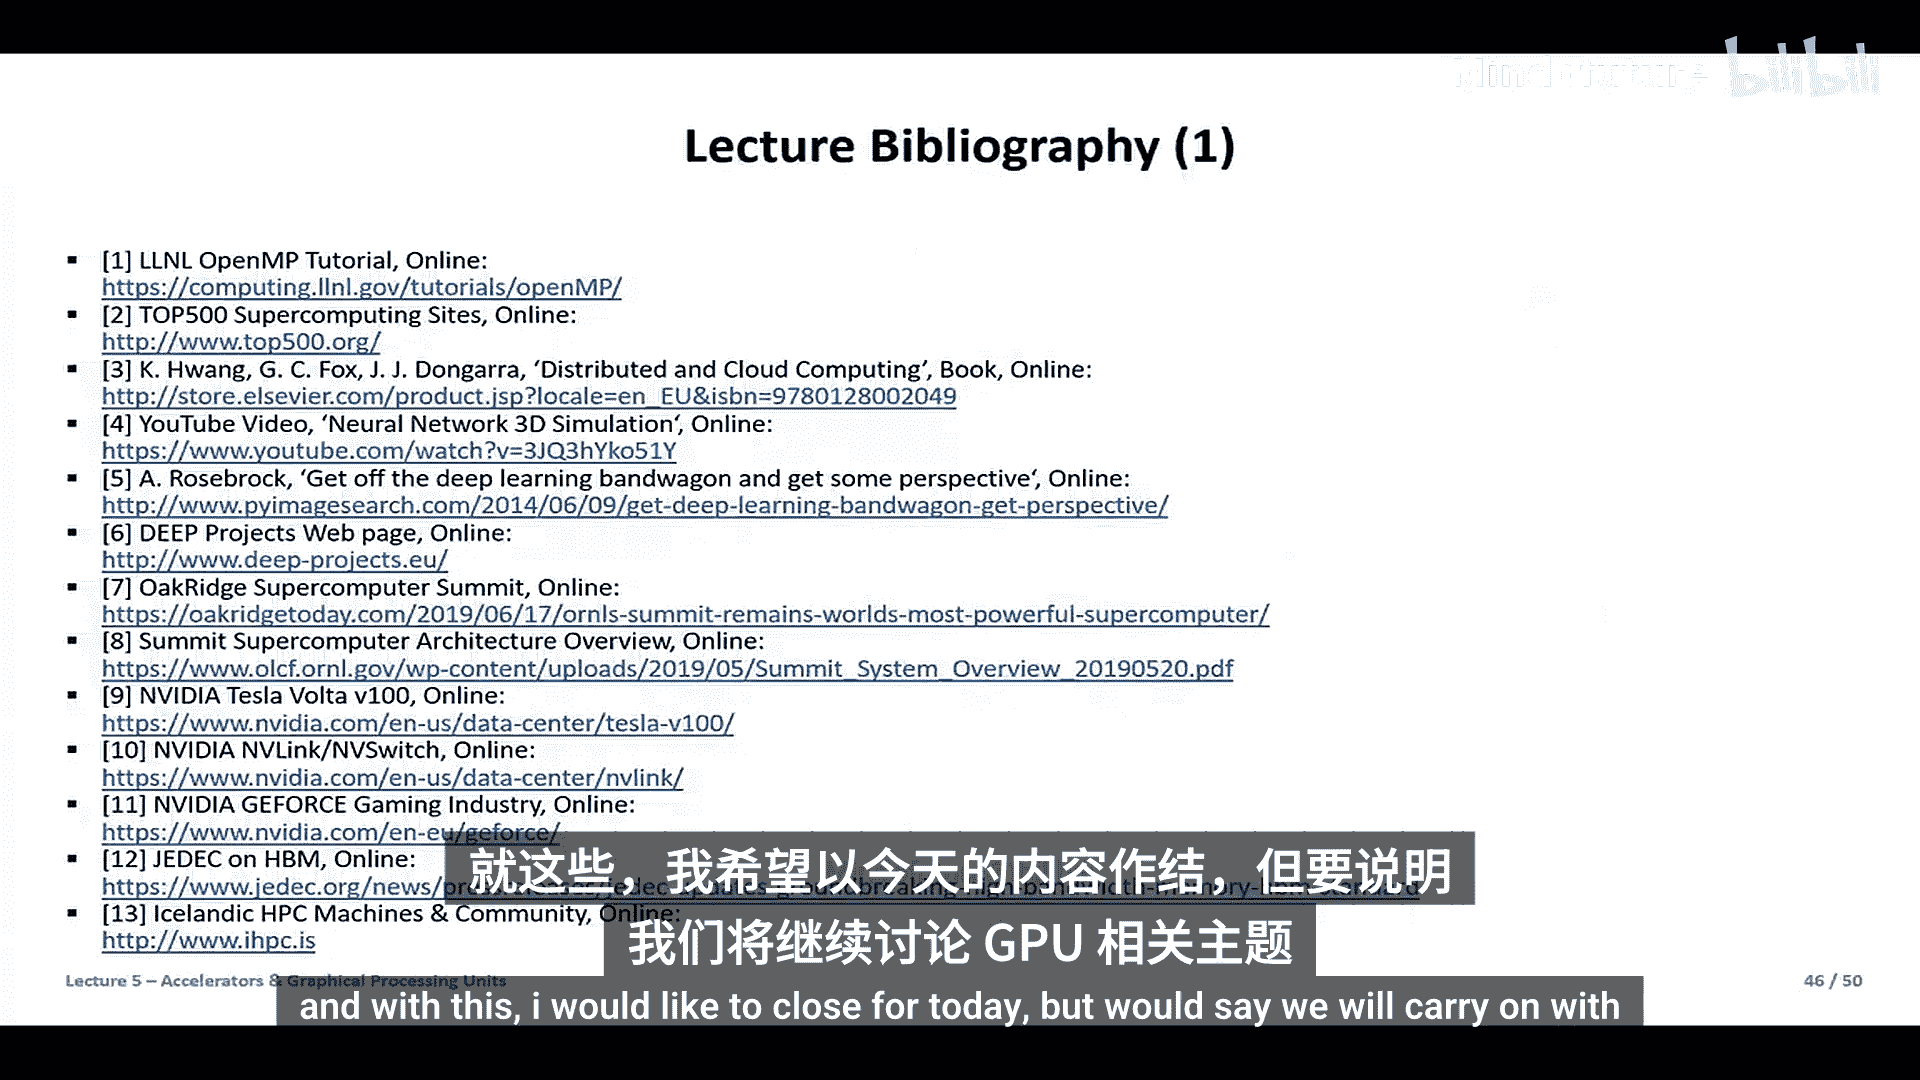 bilibili
Lecture Bibliography (1)
▪ [1] LLNL OpenMP Tutorial, Online:
https://computing.llnl.gov/tutorials/openMP/
▪ [2] TOP500 Supercomputing Sites, Online:
http://www.top500.org/
▪ [3] K. Hwang, G. C. Fox, J. J. Dongarra, ‘Distributed and Cloud Computing’, Book, Online:
http://store.elsevier.com/product.jsp?locale=en_EU&isbn=9780128002049
▪ [4] YouTube Video, ‘Neural Network 3D Simulation‘, Online:
https://www.youtube.com/watch?v=3JQ3hYko51Y
▪ [5] A. Rosebrock, ‘Get off the deep learning bandwagon and get some perspective‘, Online:
http://www.pyimagesearch.com/2014/06/09/get-deep-learning-bandwagon-get-perspective/
▪ [6] DEEP Projects Web page, Online:
http://www.deep-projects.eu/
▪ [7] OakRidge Supercomputer Summit, Online:
https://oakridgetoday.com/2019/06/17/ornls-summit-remains-worlds-most-powerful-supercomputer/
▪ [8] Summit Supercomputer Architecture Overview, Online:
https://www.olcf.ornl.gov/wp-content/uploads/2019/05/Summit_System_Overview_20190520.pdf
▪ [9] NVIDIA Tesla Volta v100, Online:
https://www.nvidia.com/en-us/data-center/tesla-v100/
▪ [10] NVIDIA NVLink/NVSwitch, Online:
https://www.nvidia.com/en-us/data-center/nvlink/
▪ [11] NVIDIA GEFORCE Gaming Industry, Online:
https://www.nvidia.com/en-eu/geforce/
▪ [12] JEDEC on HBM, Online:
https://www.jedec.org/news/
▪ [13] Icelandic HPC Machines & Community, Online:
http://www.ihpc.is
就这些，我希望以今天的内容作结，但要说明
我们将继续讨论 GPU 相关主题
Lecture 5 – Accelerators & Graphical Processing Units
46 / 50
and with this, i would like to close for today, but would say we will carry on with